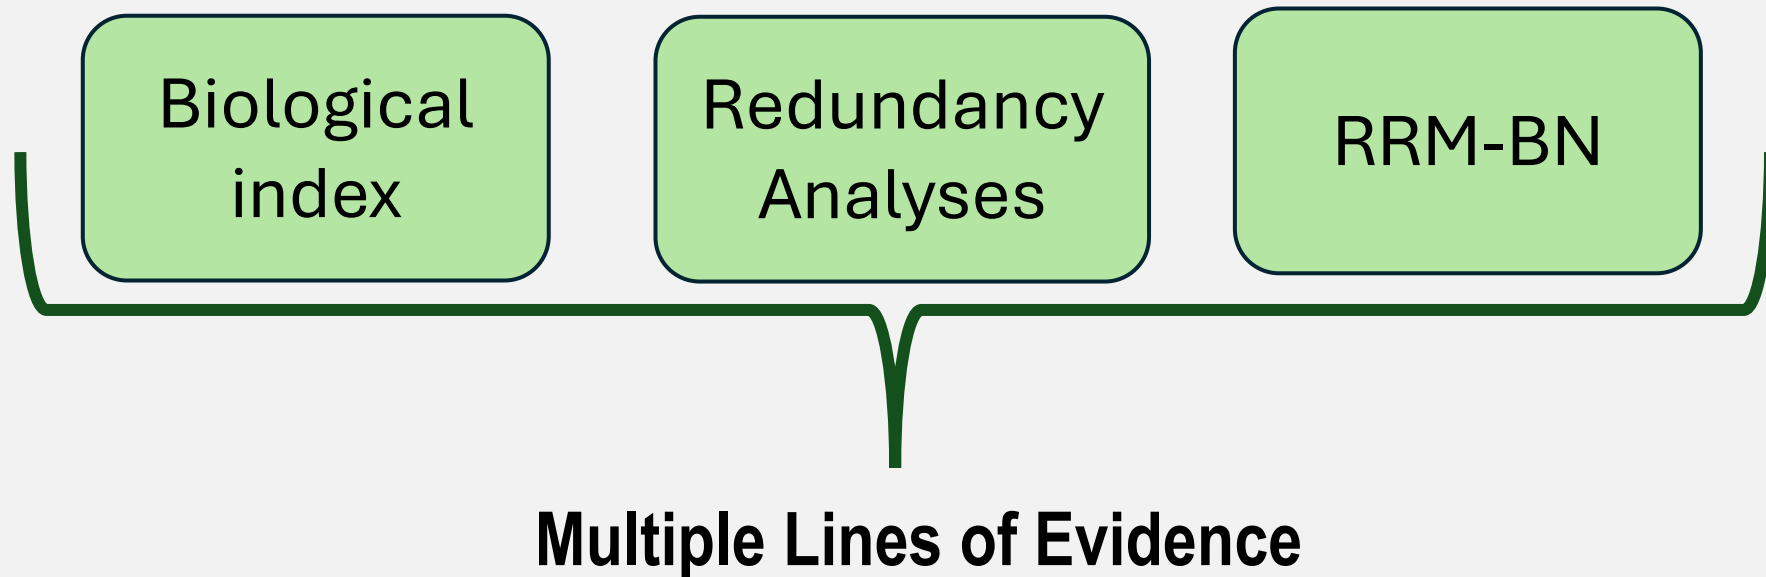 Biological
index
Redundancy
Analyses
RRM-BN
Multiple Lines of Evidence